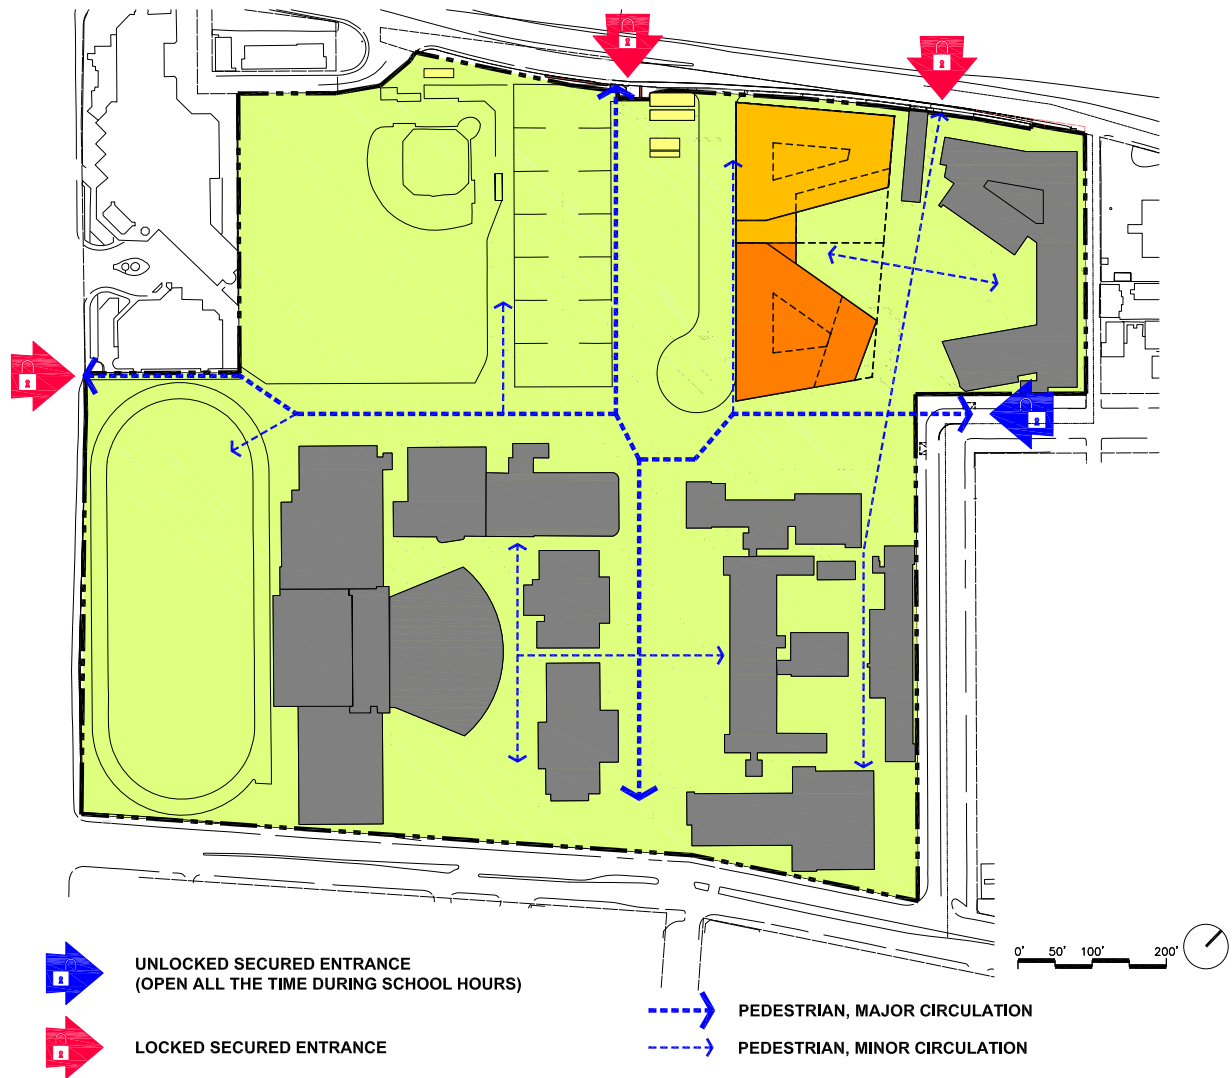 UNLOCKED SECURED ENTRANCE
(OPEN ALL THE TIME DURING SCHOOL HOURS)
LOCKED SECURED ENTRANCE
PEDESTRIAN, MAJOR CIRCULATION
PEDESTRIAN, MINOR CIRCULATION
0' 50' 100' 200'